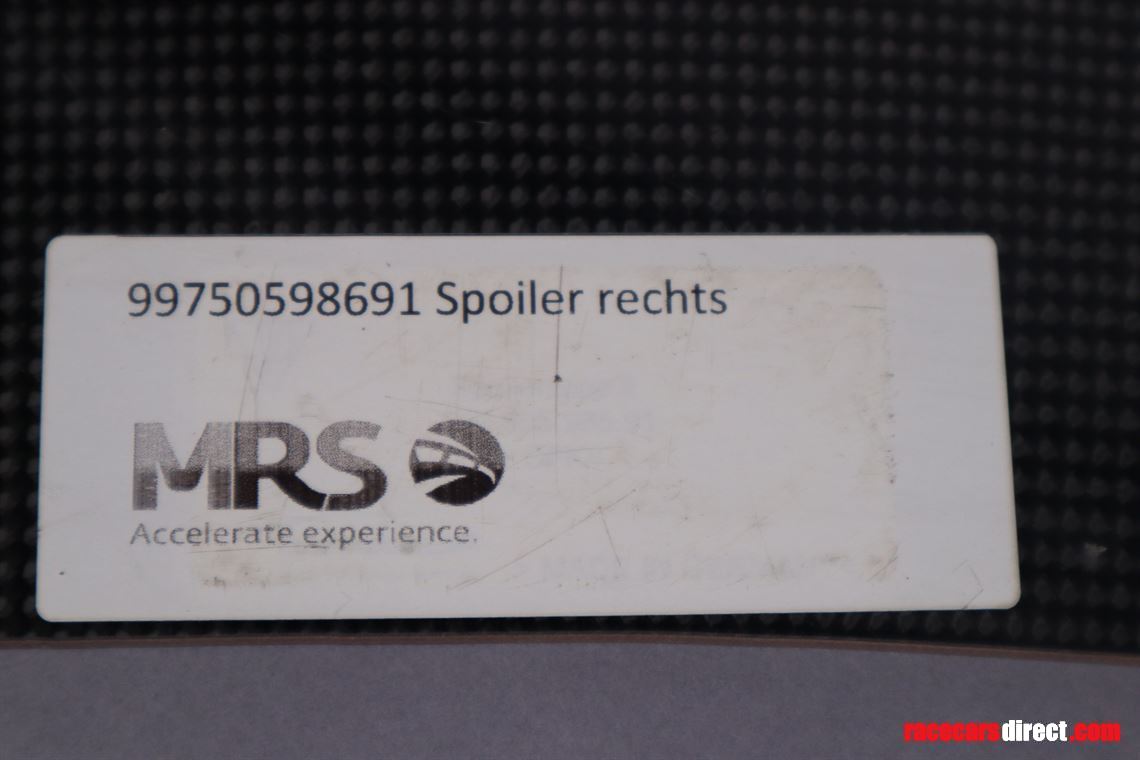 99750598691 Spoiler rechts
MRS
Accelerate experience.
racecarsdirect.com